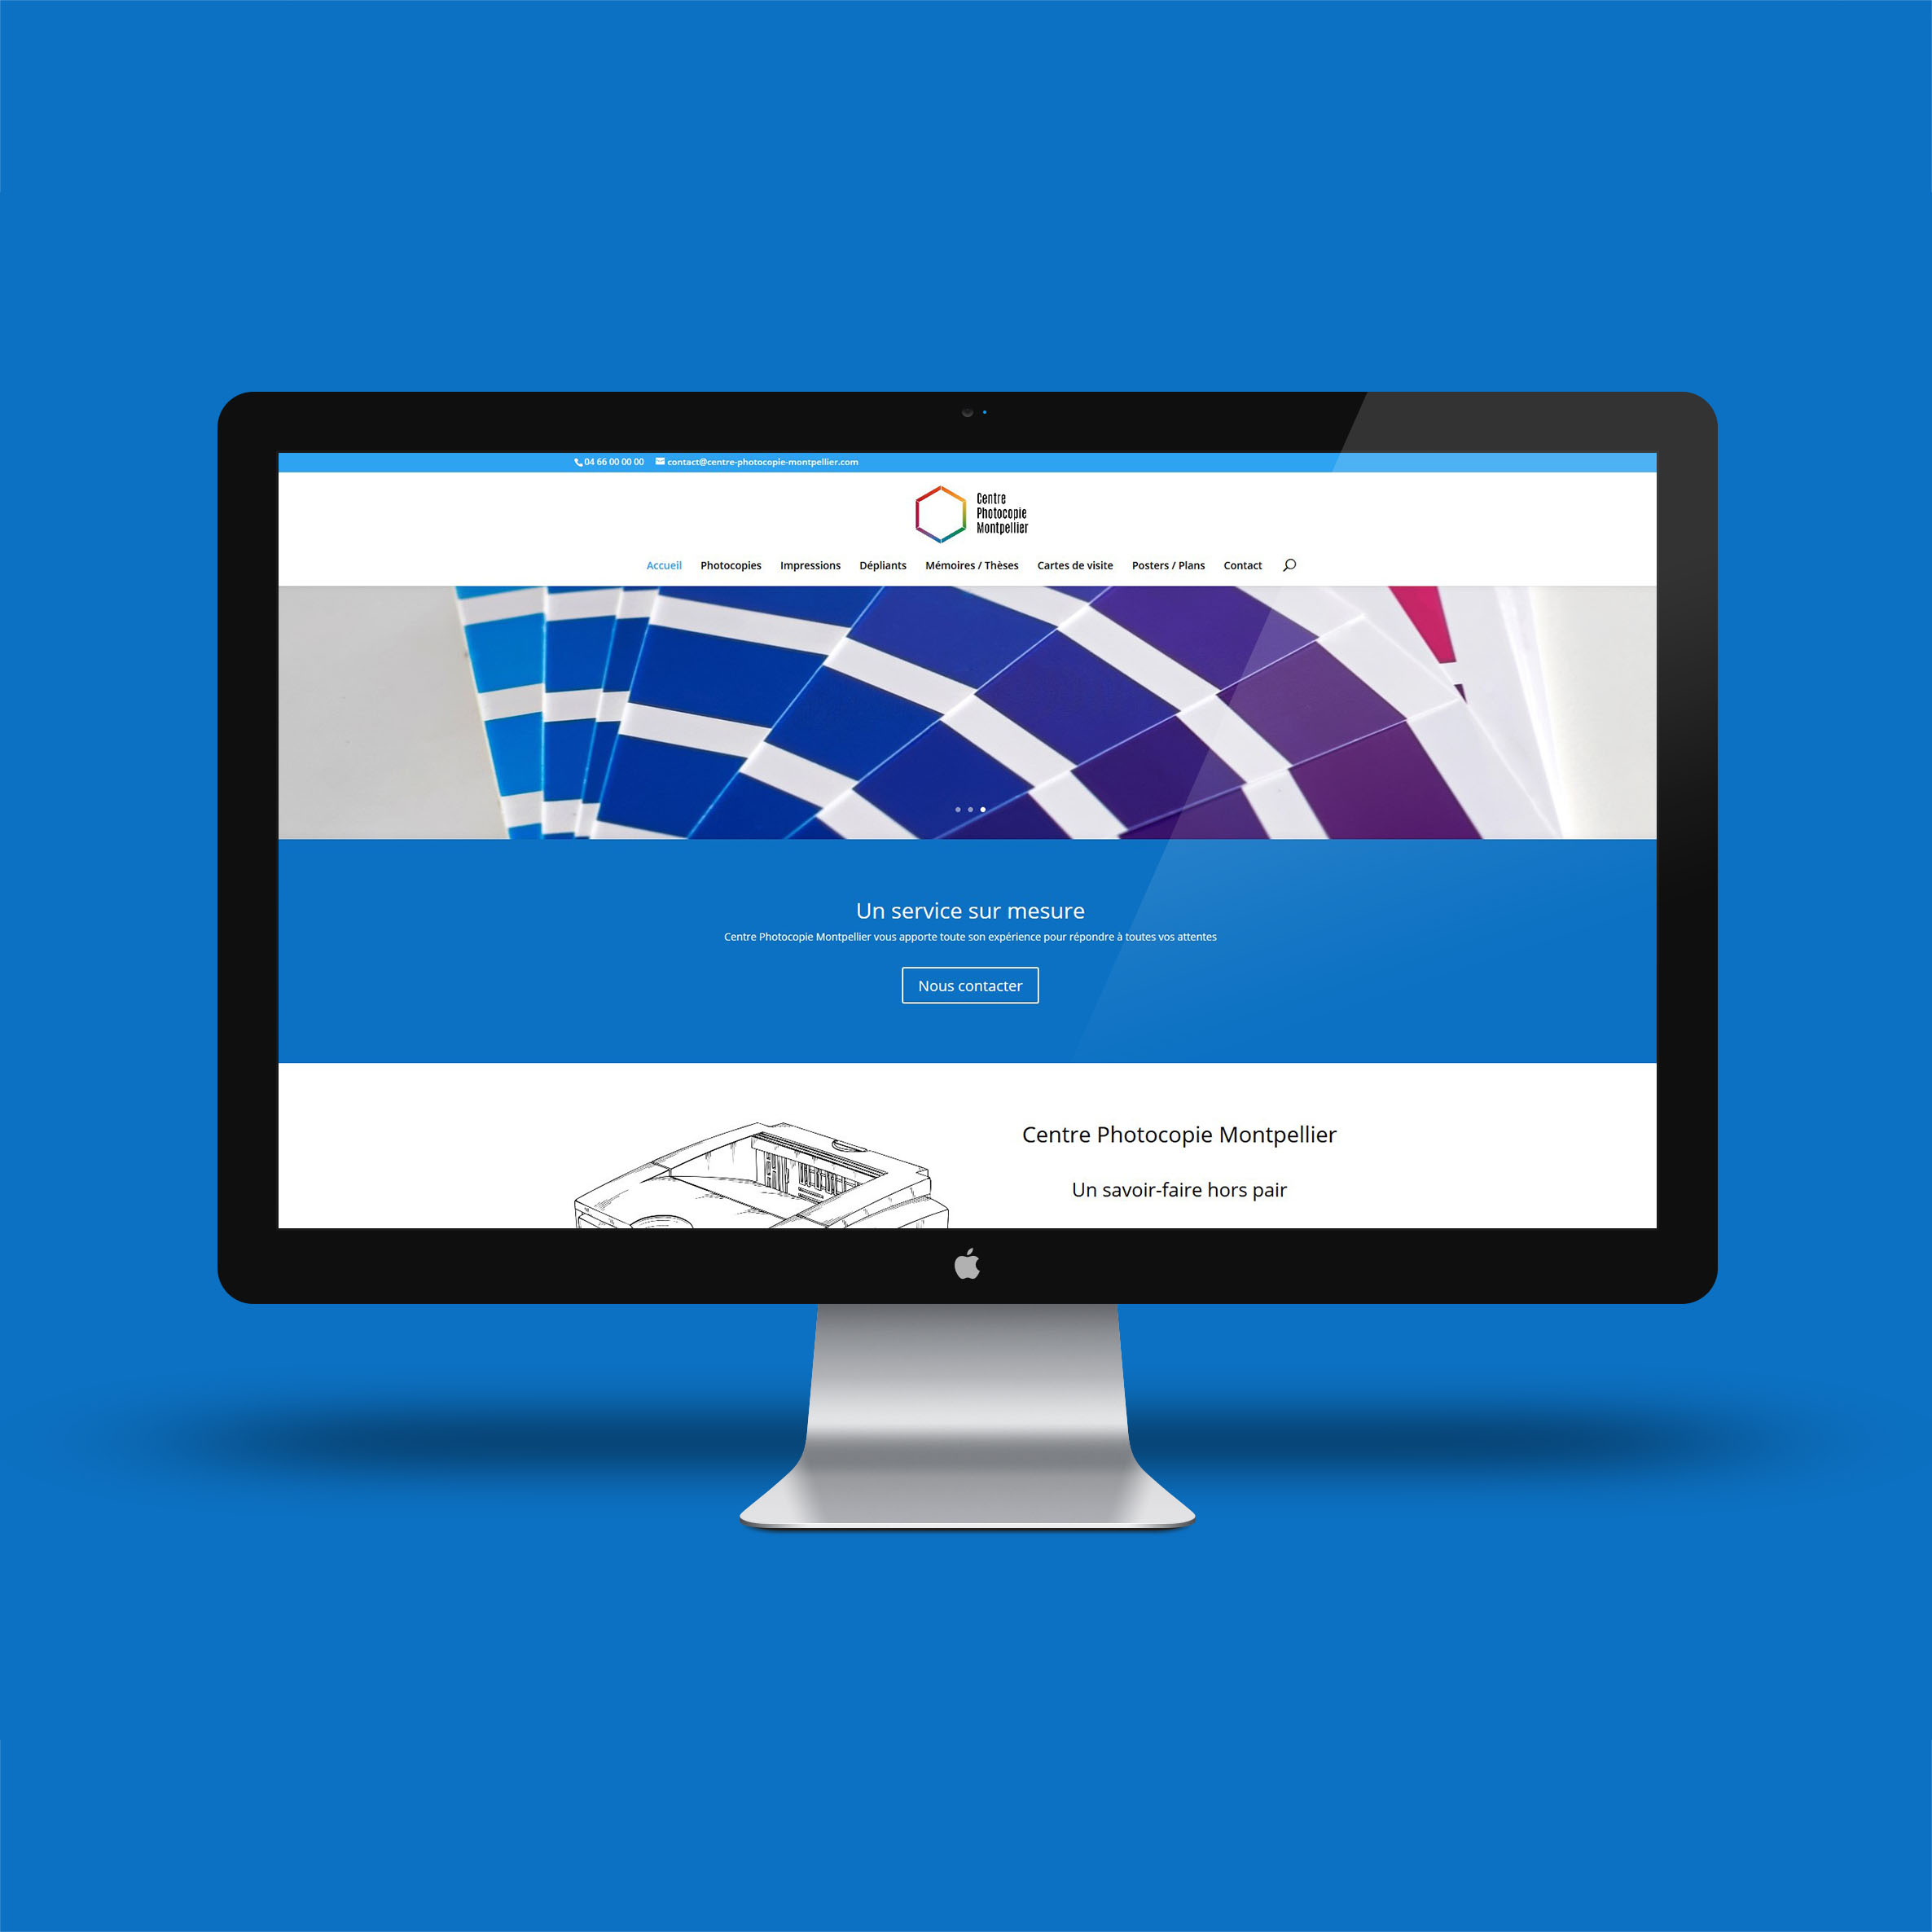 04 66 00 00 00 contact@centre-photocopie-montpellier.com
Centre
Photocopie
Montpellier
Accueil Photocopies Impressions Dépliants Mémoires / Thèses Cartes de visite Posters / Plans Contact
Un service sur mesure
Centre Photocopie Montpellier vous apporte toute son expérience pour répondre à toutes vos attentes
Nous contacter
Centre Photocopie Montpellier
Un savoir-faire hors pair